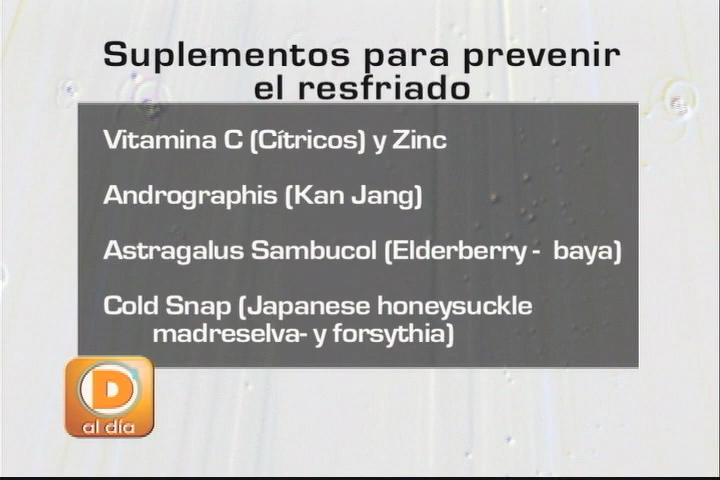 Suplementos para prevenir
el resfriado
Vitamina C (Cítricos) y Zinc
Andrographis (Kan Jang)
Astragalus Sambucol (Elderberry - baya)
Cold Snap (Japanese honeysuckle
madreselva- y forsythia)
D
al día